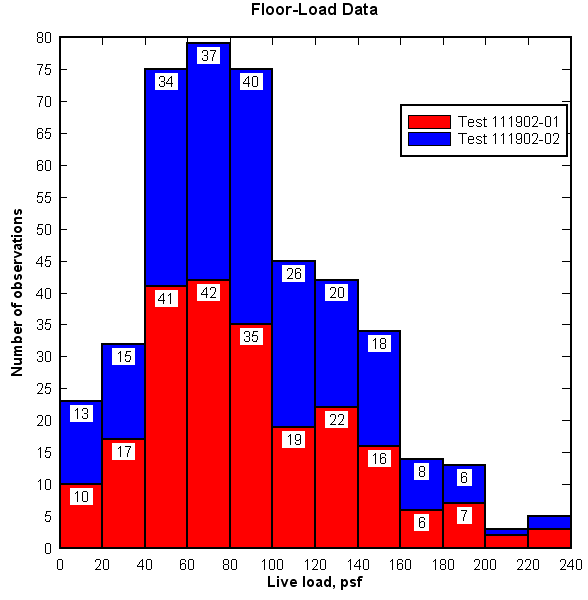 Floor-Load Data
Number of observations
80
75
70
65
60
55
50
45
40
35
30
25
20
15
10
5
0
Test 111902-01
Test 111902-02
34 37 40
41 42 35
26 20 18
13 15
19 22 16
10 17
8 6
6 7
0 20 40 60 80 100 120 140 160 180 200 220 240
Live load, psf